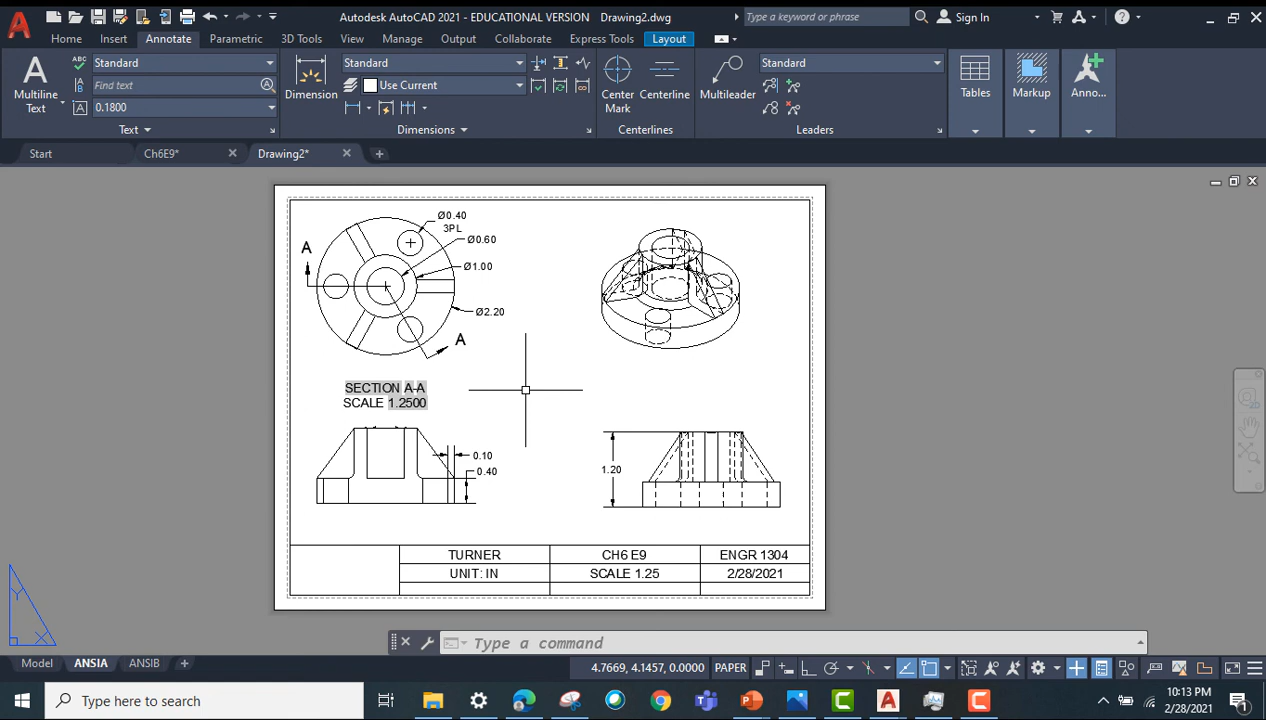 Autodesk AutoCAD 2021 - EDUCATIONAL VERSION Drawing2.dwg
Type a keyword or phrase
Sign In
Home Insert Annotate Parametric 3D Tools View Manage Output Collaborate Express Tools Layout
Multiline Text
ABC
Standard
Find text
0.1800
Text
Dimension
Standard
Use Current
Dimensions
Center Mark
Centerline
Centerlines
Multileader
Standard
Leaders
Tables
Markup
Anno...
Start
Ch6E9*
Drawing2*
Ø0.40
3PL
Ø0.60
Ø1.00
Ø2.20
A
A
SECTION A-A
SCALE 1.2500
0.10
0.40
1.20
TURNER CH6 E9 ENGR 1304
UNIT: IN SCALE 1.25 2/28/2021
Y
X
Type a command
Model ANSIA ANSIB
4.7669, 4.1457, 0.0000 PAPER
Type here to search
10:13 PM
2/28/2021
1